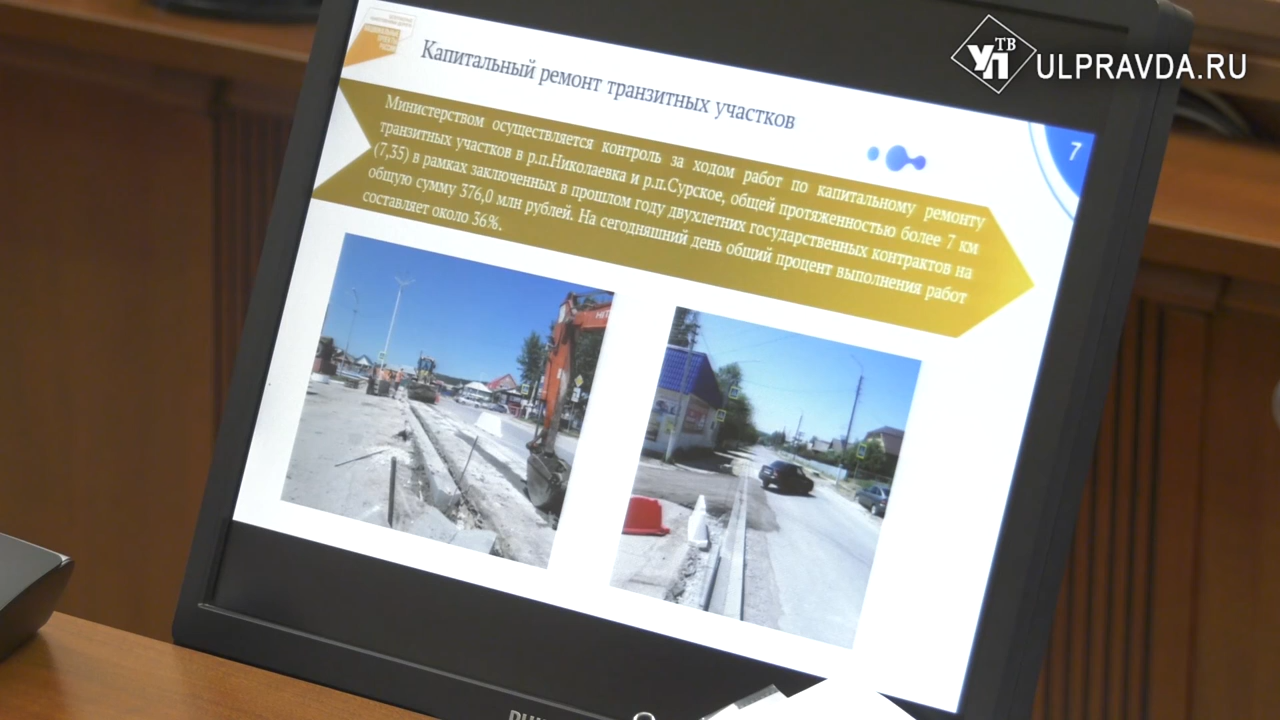 УП ТВ
ULPRAVDA.RU
Капитальный ремонт транзитных участков
7
Министерством осуществляется контроль за ходом работ по капитальному ремонту
транзитных участков в р.п.Николаевка и р.п.Сурское, общей протяженностью более 7 км
(7,35) в рамках заключенных в прошлом году двухлетних государственных контрактов на
общую сумму 376,0 млн рублей. На сегодняшний день общий процент выполнения работ
составляет около 36%.